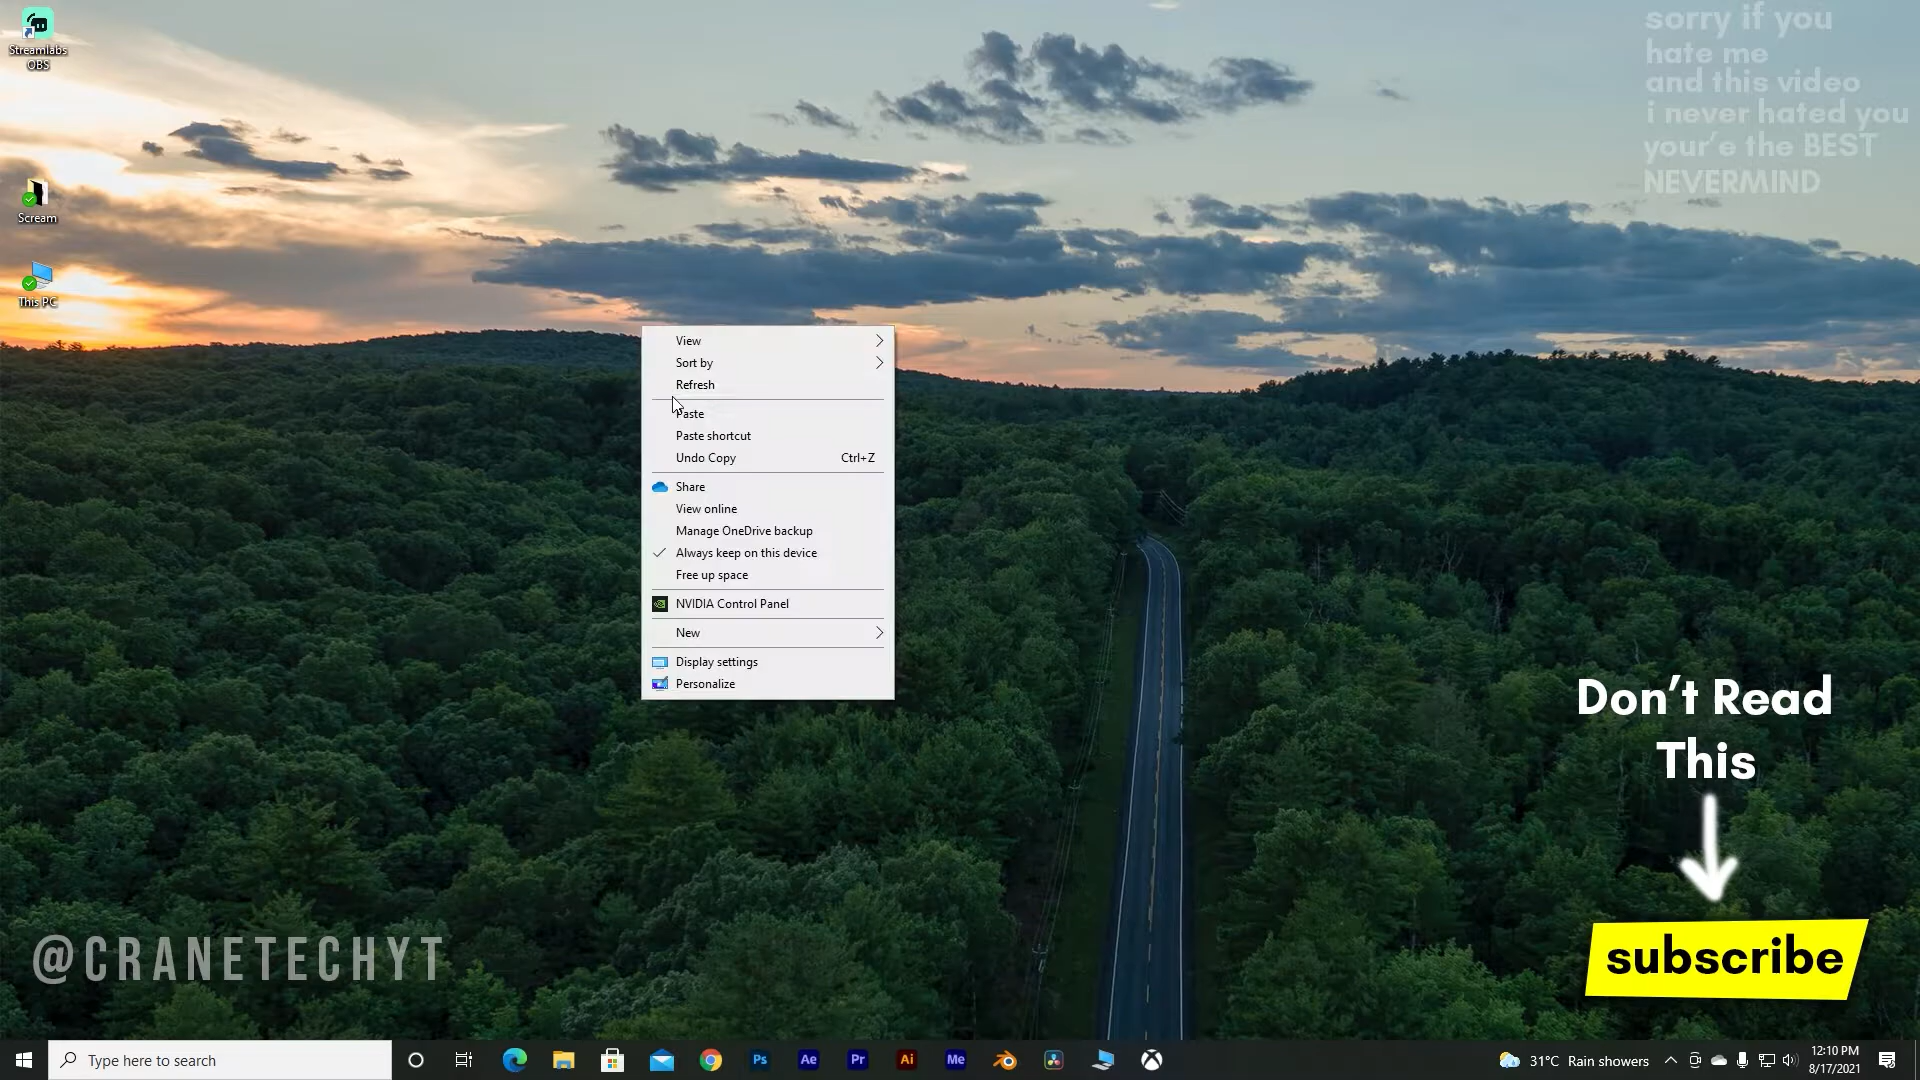 Streamlabs
OBS
Scream
This PC
sorry if you
hate me
and this video
i never hated you
your'e the BEST
NEVERMIND
View
Sort by
Refresh
Paste
Paste shortcut
Undo Copy Ctrl+Z
Share
View online
Manage OneDrive backup
Always keep on this device
Free up space
NVIDIA Control Panel
New
Display settings
Personalize
Don't Read
This
subscribe
@CRANETECHYT
Type here to search
Ps Ae Pr Ai Me
31°C Rain showers
12:10 PM
8/17/2021